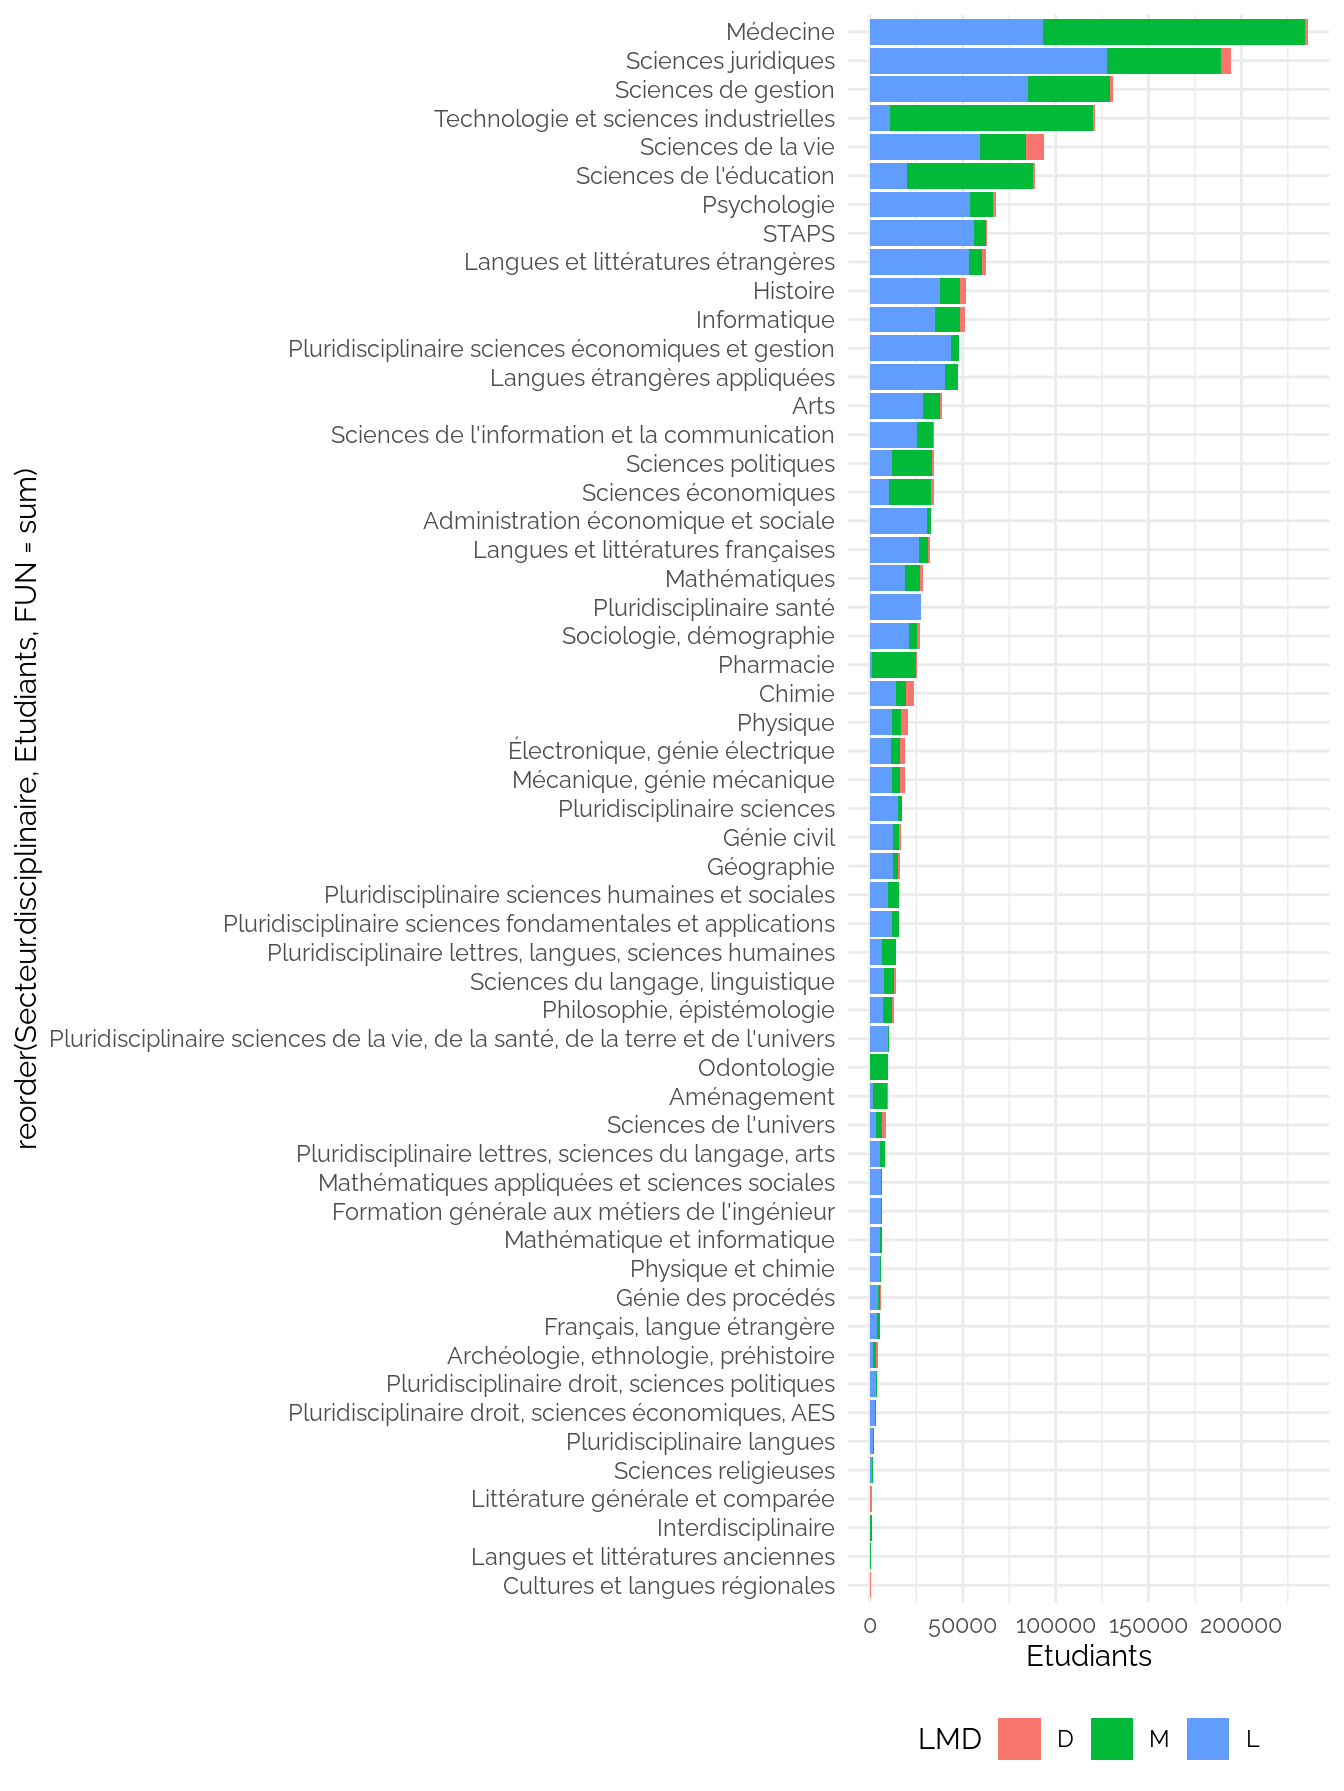 reorder(Secteur.disciplinaire, Etudiants, FUN = sum)
Médecine
Sciences juridiques
Sciences de gestion
Technologie et sciences industrielles
Sciences de la vie
Sciences de l'éducation
Psychologie
STAPS
Langues et littératures étrangères
Histoire
Informatique
Pluridisciplinaire sciences économiques et gestion
Langues étrangères appliquées
Arts
Sciences de l'information et la communication
Sciences politiques
Sciences économiques
Administration économique et sociale
Langues et littératures françaises
Mathématiques
Pluridisciplinaire santé
Sociologie, démographie
Pharmacie
Chimie
Physique
Électronique, génie électrique
Mécanique, génie mécanique
Pluridisciplinaire sciences
Génie civil
Géographie
Pluridisciplinaire sciences humaines et sociales
Pluridisciplinaire sciences fondamentales et applications
Pluridisciplinaire lettres, langues, sciences humaines
Sciences du langage, linguistique
Philosophie, épistémologie
Pluridisciplinaire sciences de la vie, de la santé, de la terre et de l'univers
Odontologie
Aménagement
Sciences de l'univers
Pluridisciplinaire lettres, sciences du langage, arts
Mathématiques appliquées et sciences sociales
Formation générale aux métiers de l'ingénieur
Mathématique et informatique
Physique et chimie
Génie des procédés
Français, langue étrangère
Archéologie, ethnologie, préhistoire
Pluridisciplinaire droit, sciences politiques
Pluridisciplinaire droit, sciences économiques, AES
Pluridisciplinaire langues
Sciences religieuses
Littérature générale et comparée
Interdisciplinaire
Langues et littératures anciennes
Cultures et langues régionales
0 50000 100000 150000 200000
Etudiants
LMD D M L